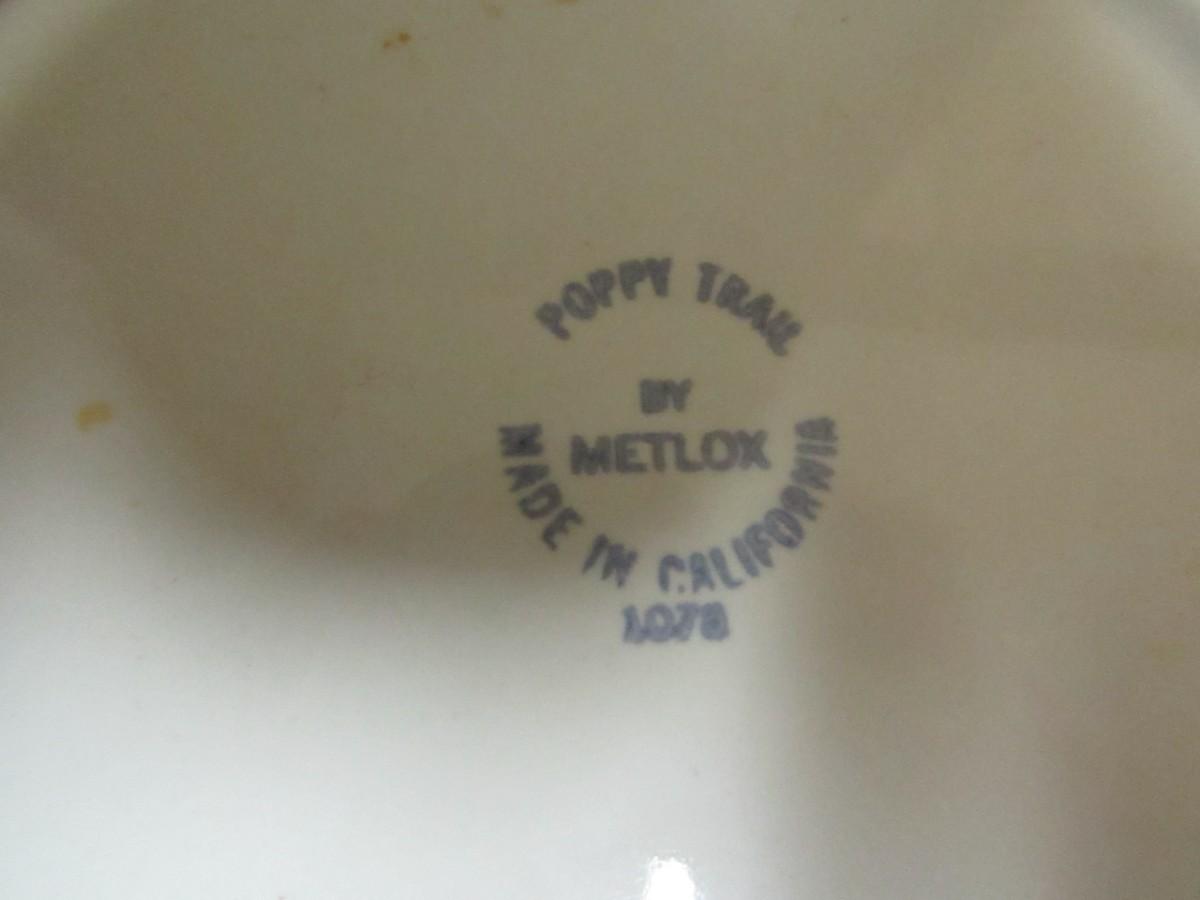 POPPY TRAIL
BY
METLOX
MADE IN CALIFORNIA
1078